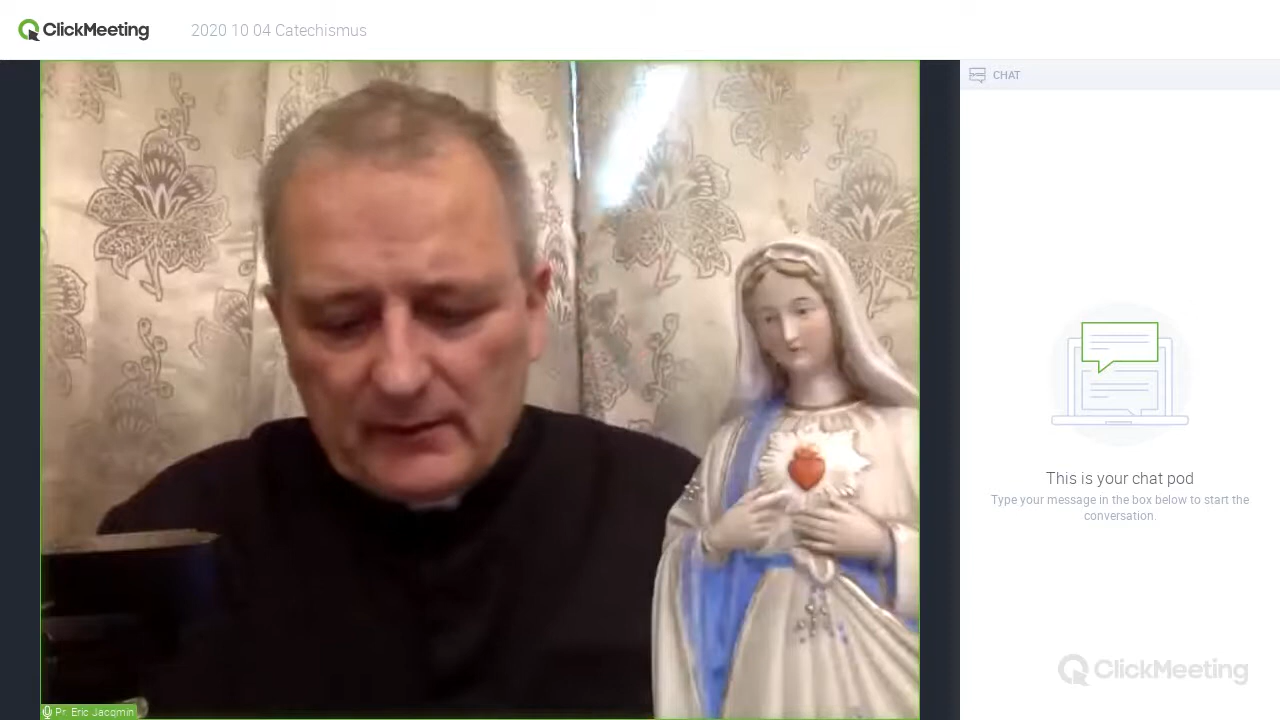 ClickMeeting
2020 10 04 Catechismus
CHAT
This is your chat pod
Type your message in the box below to start the
conversation.
ClickMeeting
Pr. Eric Jacqmin